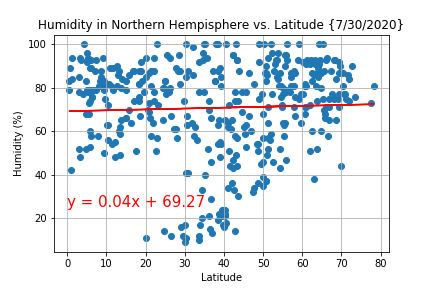 Humidity in Northern Hempisphere vs. Latitude {7/30/2020}
100
80
60
40
20
Humidity (%)
y = 0.04x + 69.27
0 10 20 30 40 50 60 70 80
Latitude